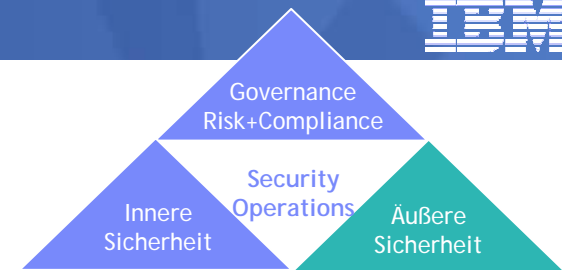 IBM
Governance
Risk+Compliance
Security
Operations
Innere
Sicherheit
Äußere
Sicherheit